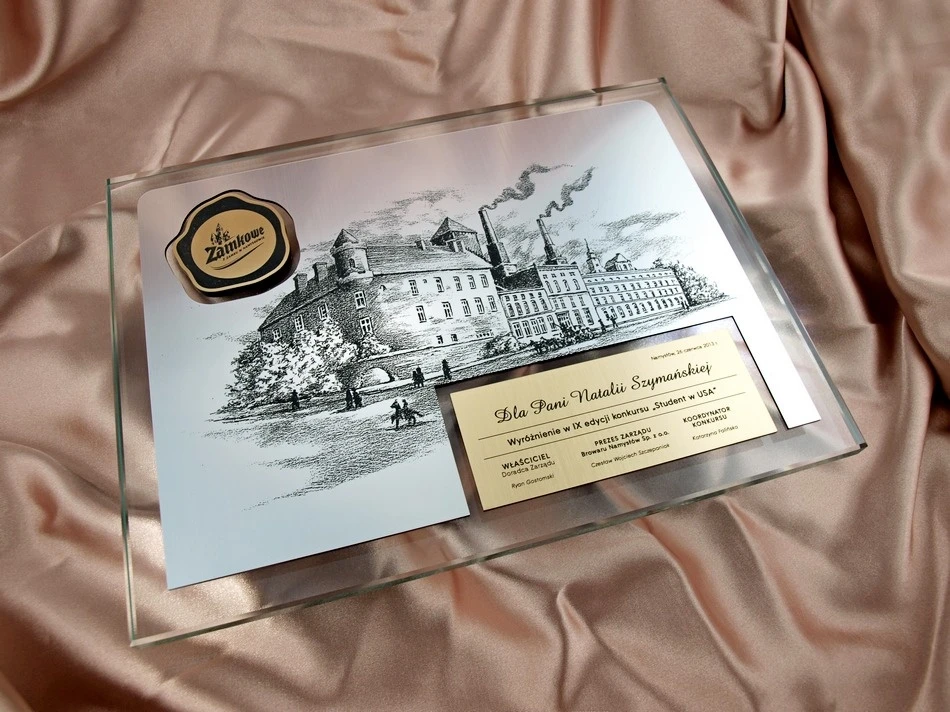 Zamkowe
Namysłów, 26 czerwca 2013 r.
Dla Pani Natalii Szymańskiej
Wyróżnienie w IX edycji konkursu „Student w USA”
WŁAŚCICIEL
Doradca Zarządu
Ryan Gostomski
PREZES ZARZĄDU
Browaru Namysłów Sp. z o.o.
Czesław Wojciech Szczepaniak
KOORDYNATOR
KONKURSU
Katarzyna Folińska